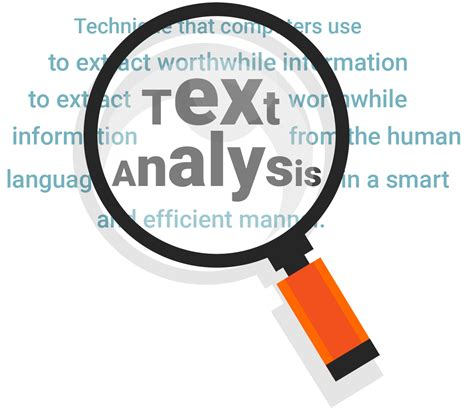 Technique that computers use
to extract worthwhile information
to extract worthwhile
information from the human
language in a smart
and efficient manner.
Text
Analysis